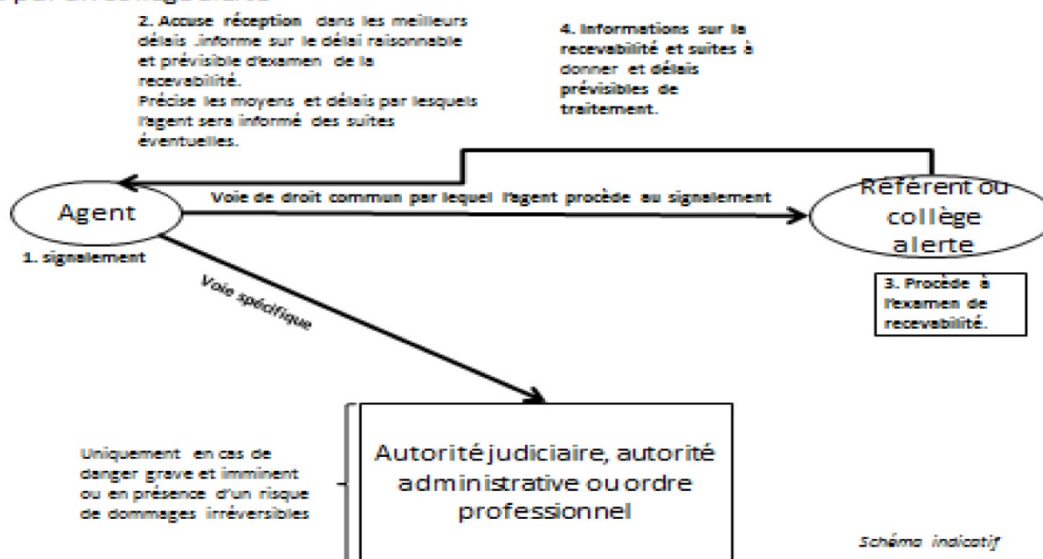 2. Accuse réception dans les meilleurs
délais .informe sur le délai raisonnable
et prévisible d'examen de la
recevabilité.
Précise les moyens et délais par lesquels
l'agent sera informé des suites
éventuelles.
4. Informations sur la
recevabilité et suites à
donner et délais
prévisibles de
traitement.
Agent
Voie de droit commun par lequel l'agent procède au signalement
Référent ou
collège
alerte
1. signalement
3. Procède à
l'examen de
recevabilité.
Voie spécifique
Uniquement en cas de
danger grave et imminent
ou en présence d'un risque
de dommages irréversibles
Autorité judiciaire, autorité
administrative ou ordre
professionnel
Schéma indicatif